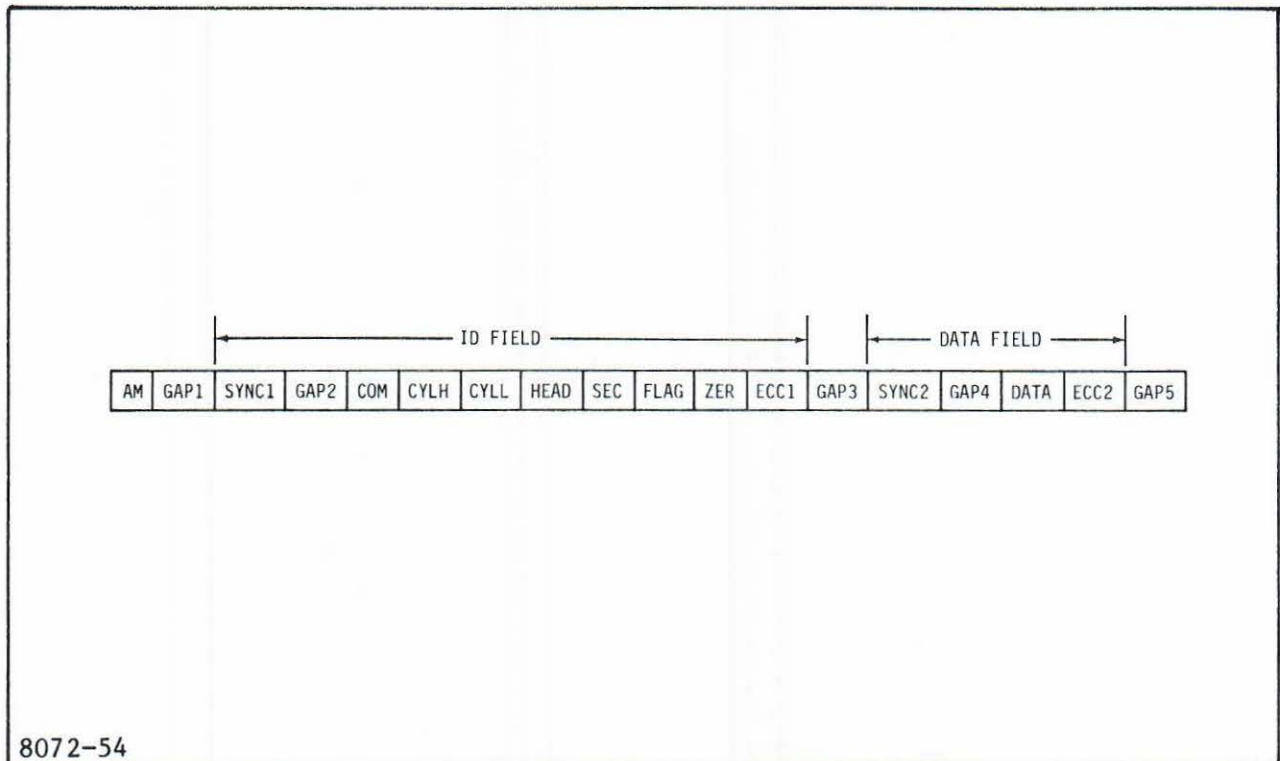 ID FIELD DATA FIELD
AM GAP1 SYNC1 GAP2 COM CYLH CYLL HEAD SEC FLAG ZER ECC1 GAP3 SYNC2 GAP4 DATA ECC2 GAP5
8072-54